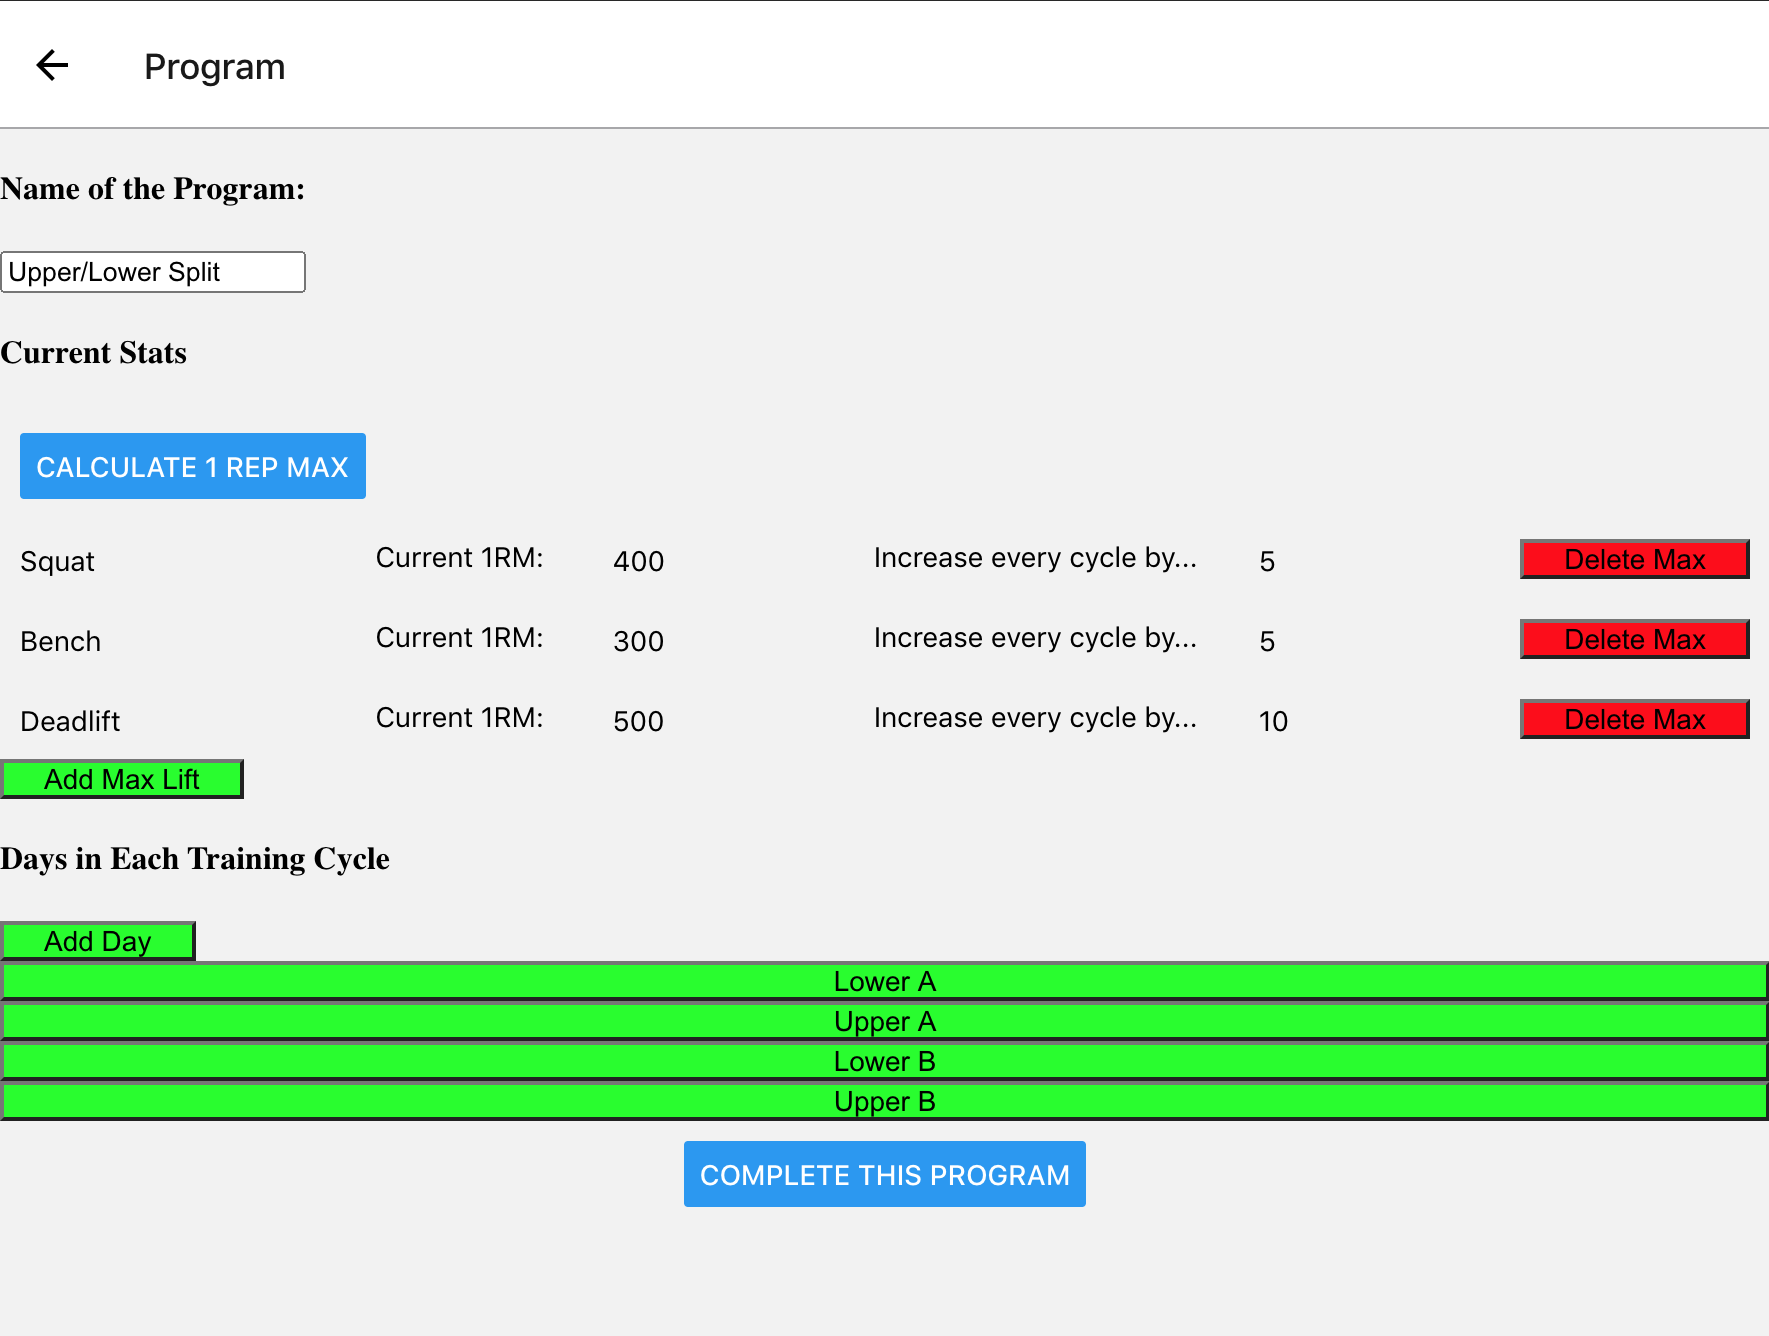 Program
Name of the Program:
Upper/Lower Split
Current Stats
CALCULATE 1 REP MAX
Squat Current 1RM: 400 Increase every cycle by... 5 Delete Max
Bench Current 1RM: 300 Increase every cycle by... 5 Delete Max
Deadlift Current 1RM: 500 Increase every cycle by... 10 Delete Max
Add Max Lift
Days in Each Training Cycle
Add Day
Lower A
Upper A
Lower B
Upper B
COMPLETE THIS PROGRAM